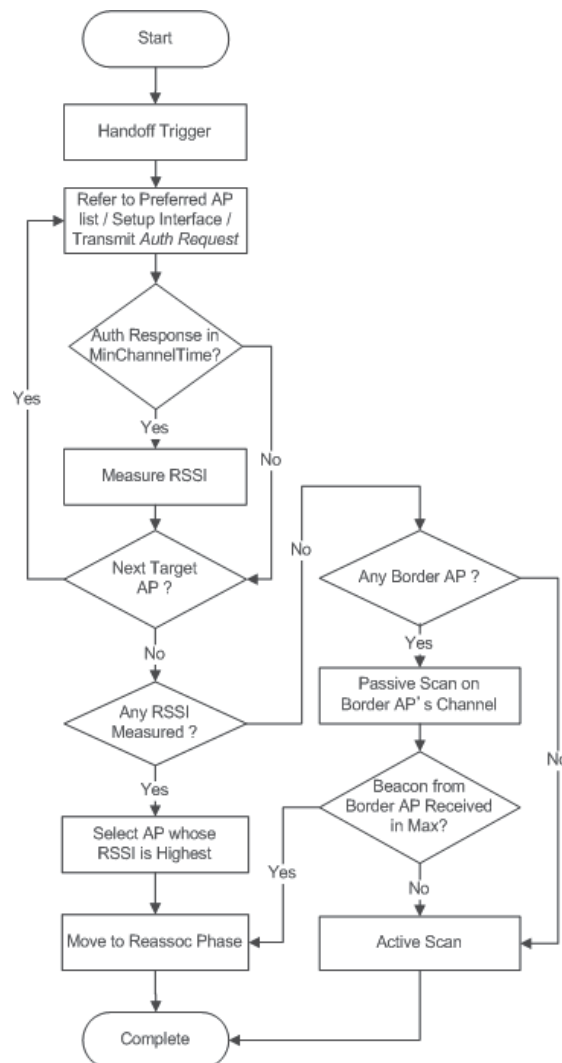 Start
Handoff Trigger
Refer to Preferred AP
list / Setup Interface /
Transmit Auth Request
Auth Response in
MinChannelTime?
Yes
Yes
No
Measure RSSI
No
Next Target
AP ?
Any Border AP ?
No
Yes
Any RSSI
Measured ?
Passive Scan on
Border AP's Channel
No
Yes
Beacon from
Border AP Received
in Max?
Select AP whose
RSSI is Highest
Yes
No
Move to Reassoc Phase
Active Scan
Complete